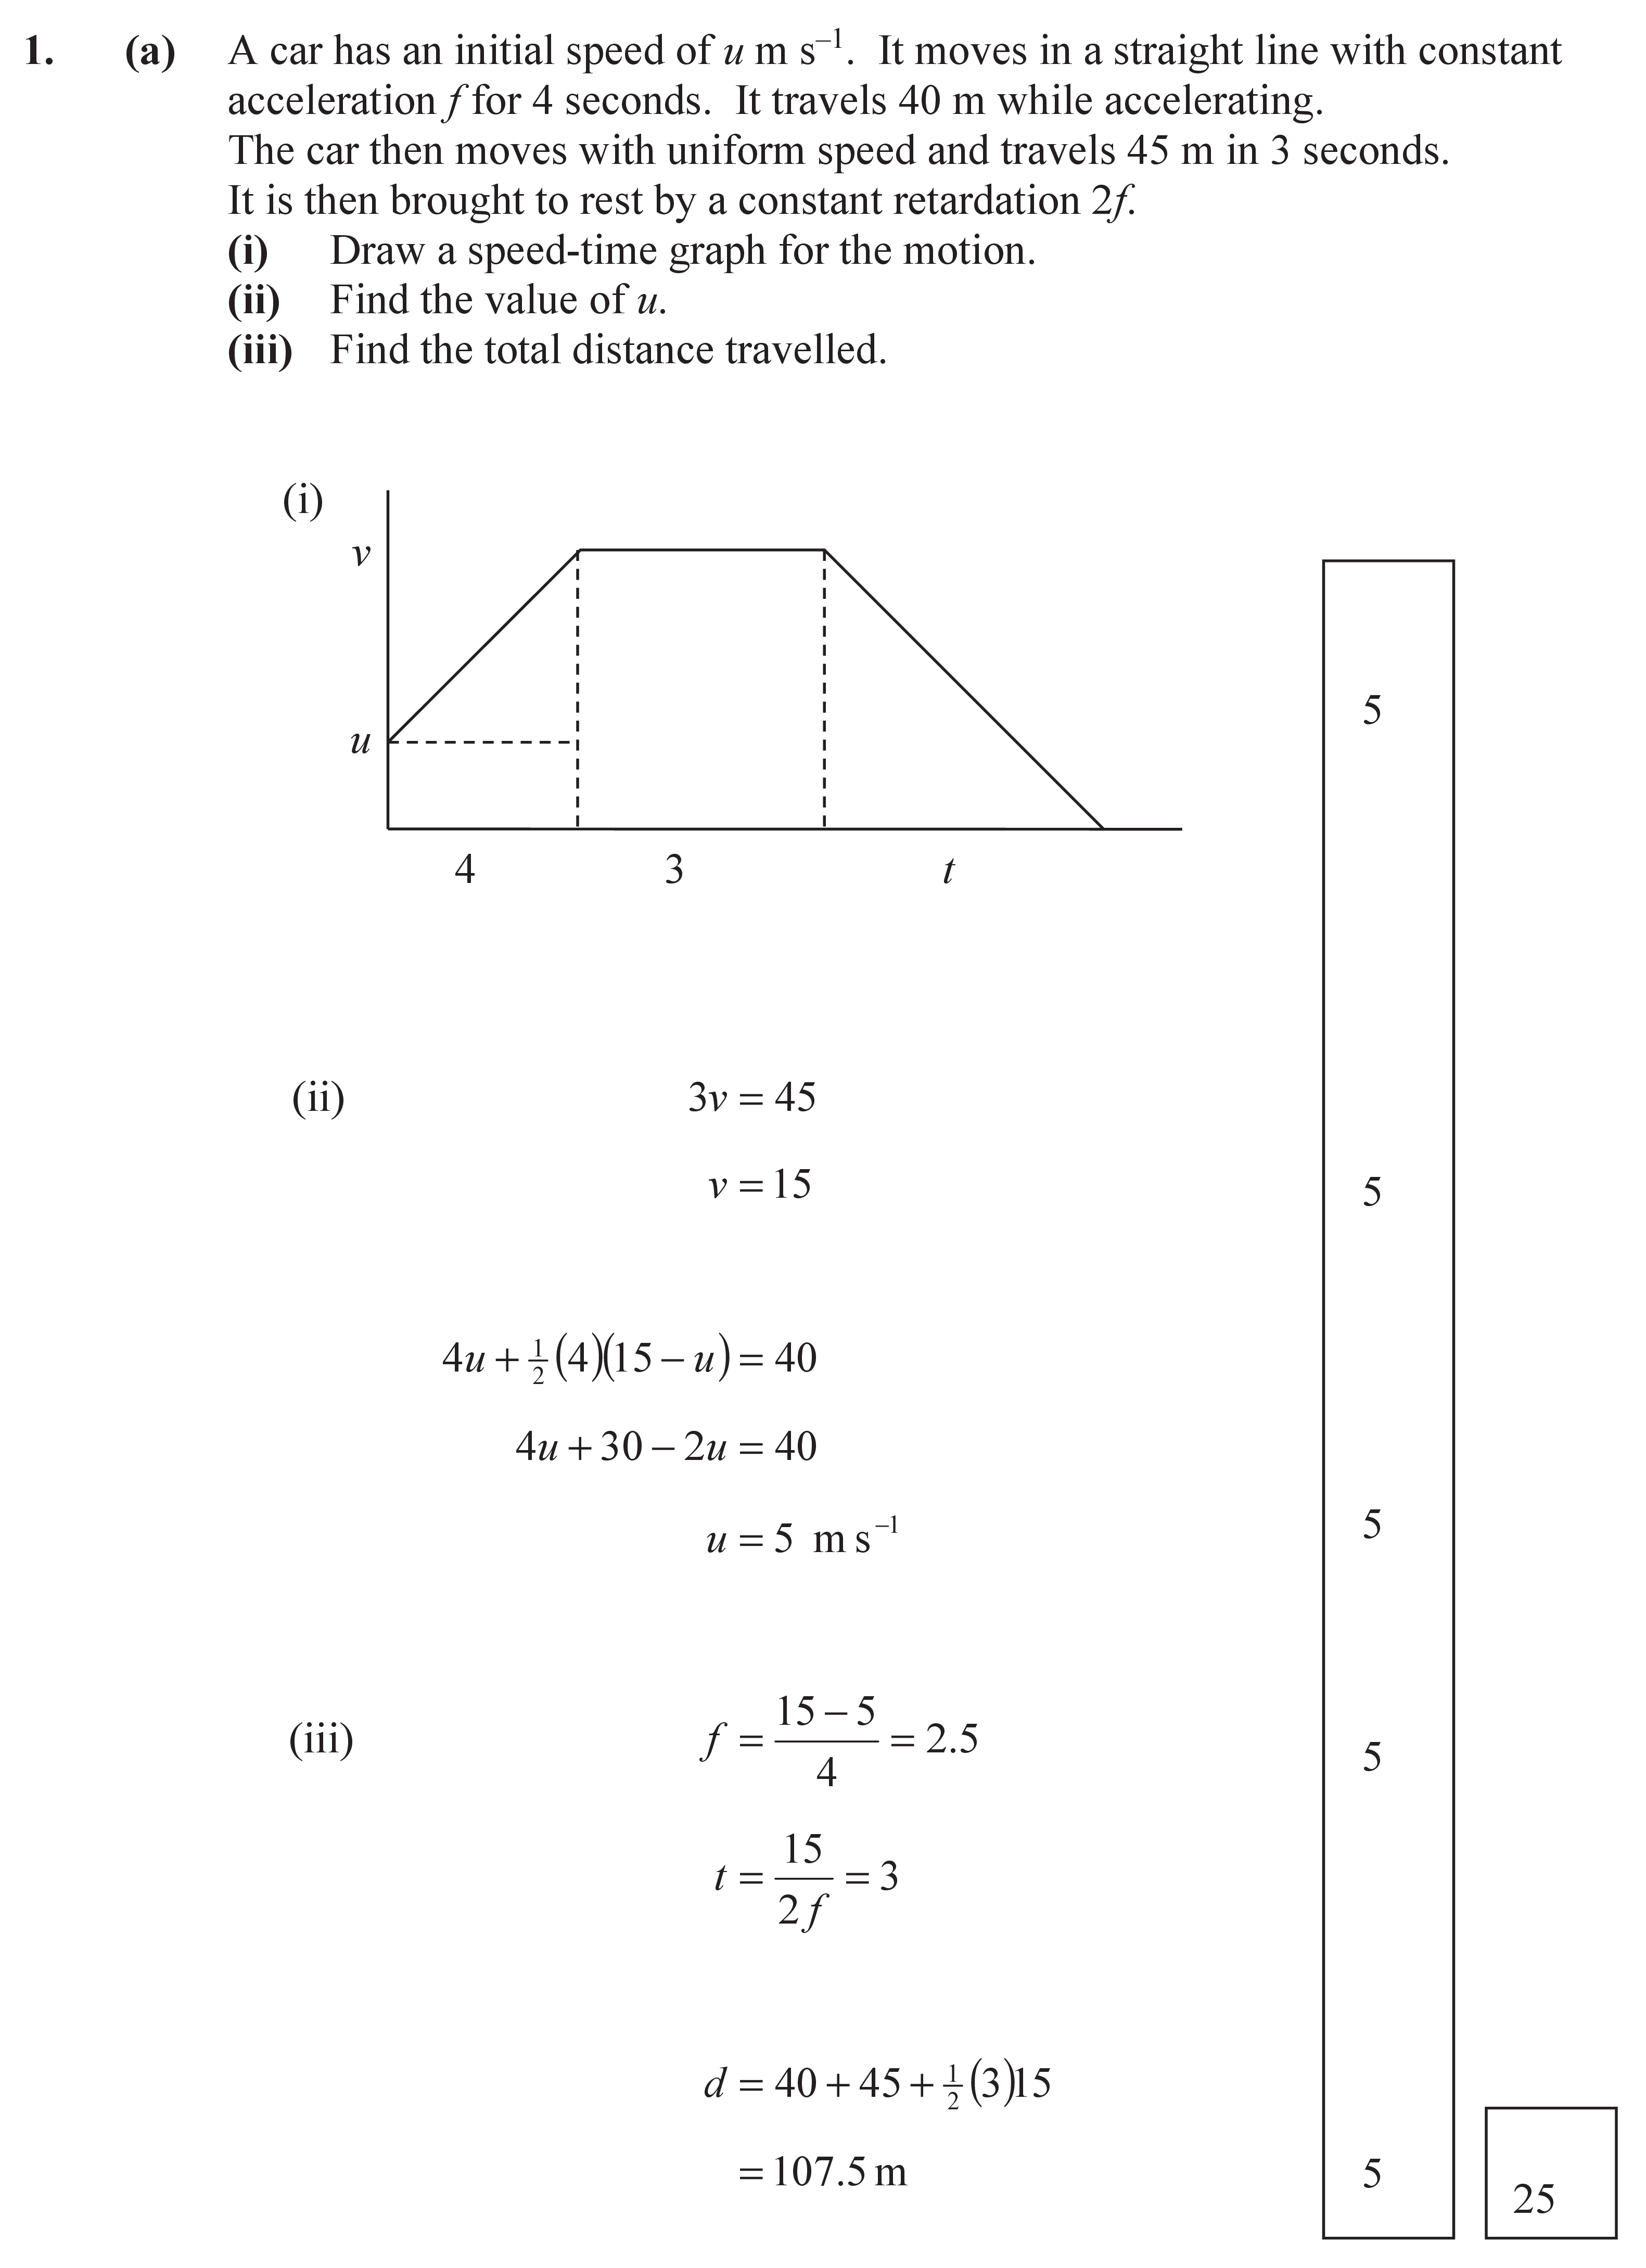 1. (a) A car has an initial speed of u m s⁻¹. It moves in a straight line with constant
acceleration f for 4 seconds. It travels 40 m while accelerating.
The car then moves with uniform speed and travels 45 m in 3 seconds.
It is then brought to rest by a constant retardation 2f.
(i) Draw a speed-time graph for the motion.
(ii) Find the value of u.
(iii) Find the total distance travelled.
(i)
v
u
4 3 t
5
(ii) 3v = 45
v = 15
5
4u + ½(4)(15 − u) = 40
4u + 30 − 2u = 40
u = 5 m s⁻¹
5
(iii) f = (15 − 5)/4 = 2.5
5
t = 15/2f = 3
d = 40 + 45 + ½(3)15
= 107.5 m
5
25